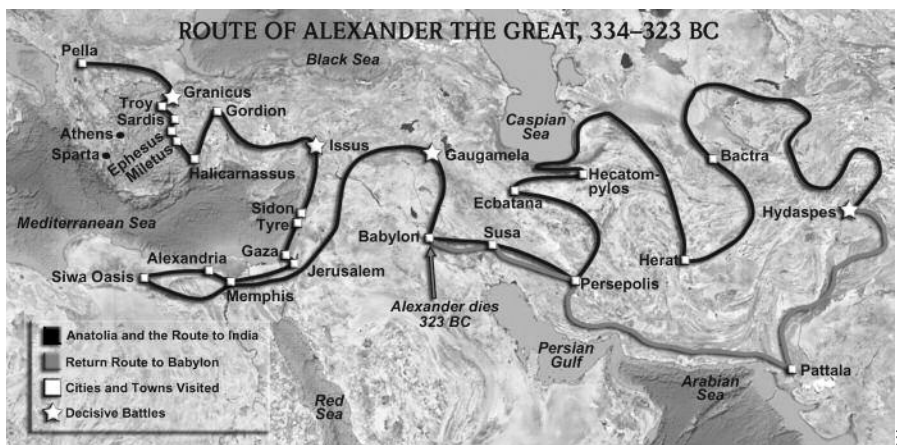 ROUTE OF ALEXANDER THE GREAT, 334–323 BC
Pella
Black Sea
Granicus
Troy
Sardis
Gordion
Athens
Ephesus
Sparta
Miletus
Halicarnassus
Issus
Caspian
Sea
Gaugamela
Bactra
Hecatom-
pylos
Ecbatana
Hydaspes
Mediterranean Sea
Sidon
Tyre
Babylon
Susa
Gaza
Jerusalem
Alexandria
Siwa Oasis
Memphis
Herat
Persepolis
Alexander dies
323 BC
Anatolia and the Route to India
Return Route to Babylon
Cities and Towns Visited
Decisive Battles
Persian
Gulf
Pattala
Arabian
Sea
Red
Sea